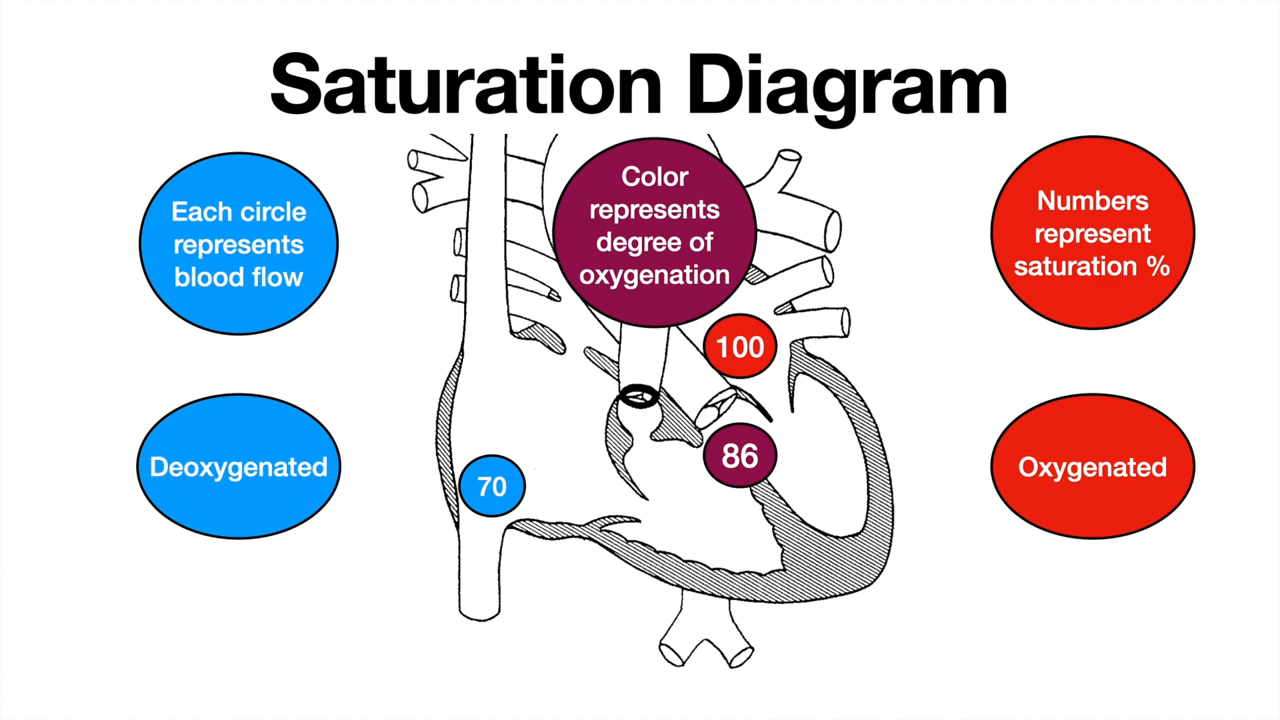 Saturation Diagram
Each circle
represents
blood flow
Color
represents
degree of
oxygenation
Numbers
represent
saturation %
100
86
70
Deoxygenated
Oxygenated